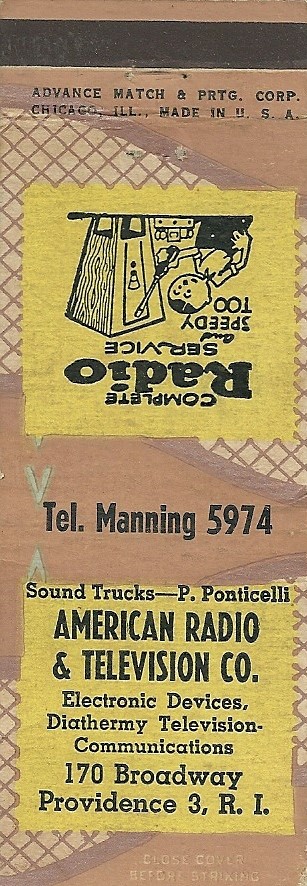 ADVANCE MATCH & PRTG. CORP.
CHICAGO, ILL., MADE IN U. S. A.
COMPLETE
Radio
SERVICE
and
SPEEDY
TOO
Tel. Manning 5974
Sound Trucks—P. Ponticelli
AMERICAN RADIO
& TELEVISION CO.
Electronic Devices,
Diathermy Television-
Communications
170 Broadway
Providence 3, R. I.
CLOSE COVER
BEFORE STRIKING